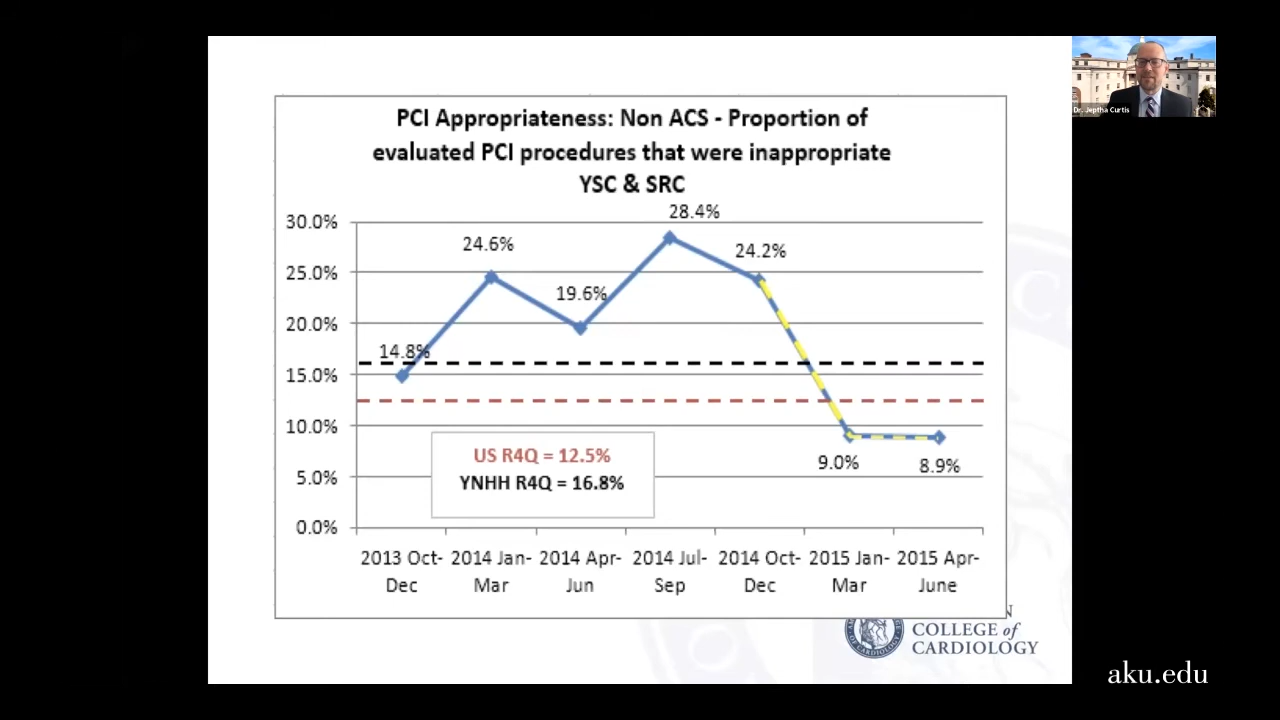 PCI Appropriateness: Non ACS - Proportion of
evaluated PCI procedures that were inappropriate
YSC & SRC
30.0%
25.0%
20.0%
15.0%
10.0%
5.0%
0.0%
14.8%
24.6%
19.6%
28.4%
24.2%
9.0%
8.9%
US R4Q = 12.5%
YNHH R4Q = 16.8%
2013 Oct-
Dec
2014 Jan-
Mar
2014 Apr-
Jun
2014 Jul-
Sep
2014 Oct-
Dec
2015 Jan-
Mar
2015 Apr-
June
COLLEGE of
CARDIOLOGY
Dr. Jeptha Curtis
aku.edu